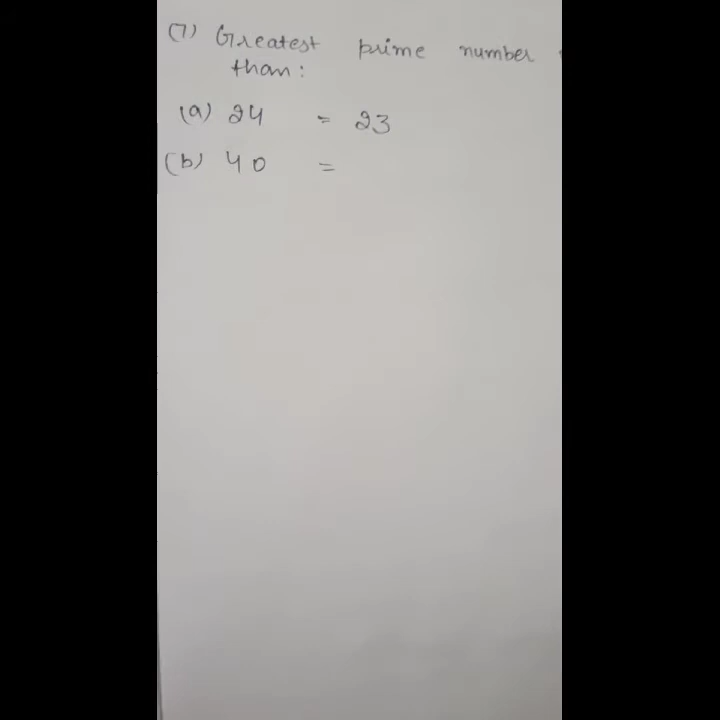 (7) Greatest prime number
than:
(a) 24 = 23
(b) 40 =